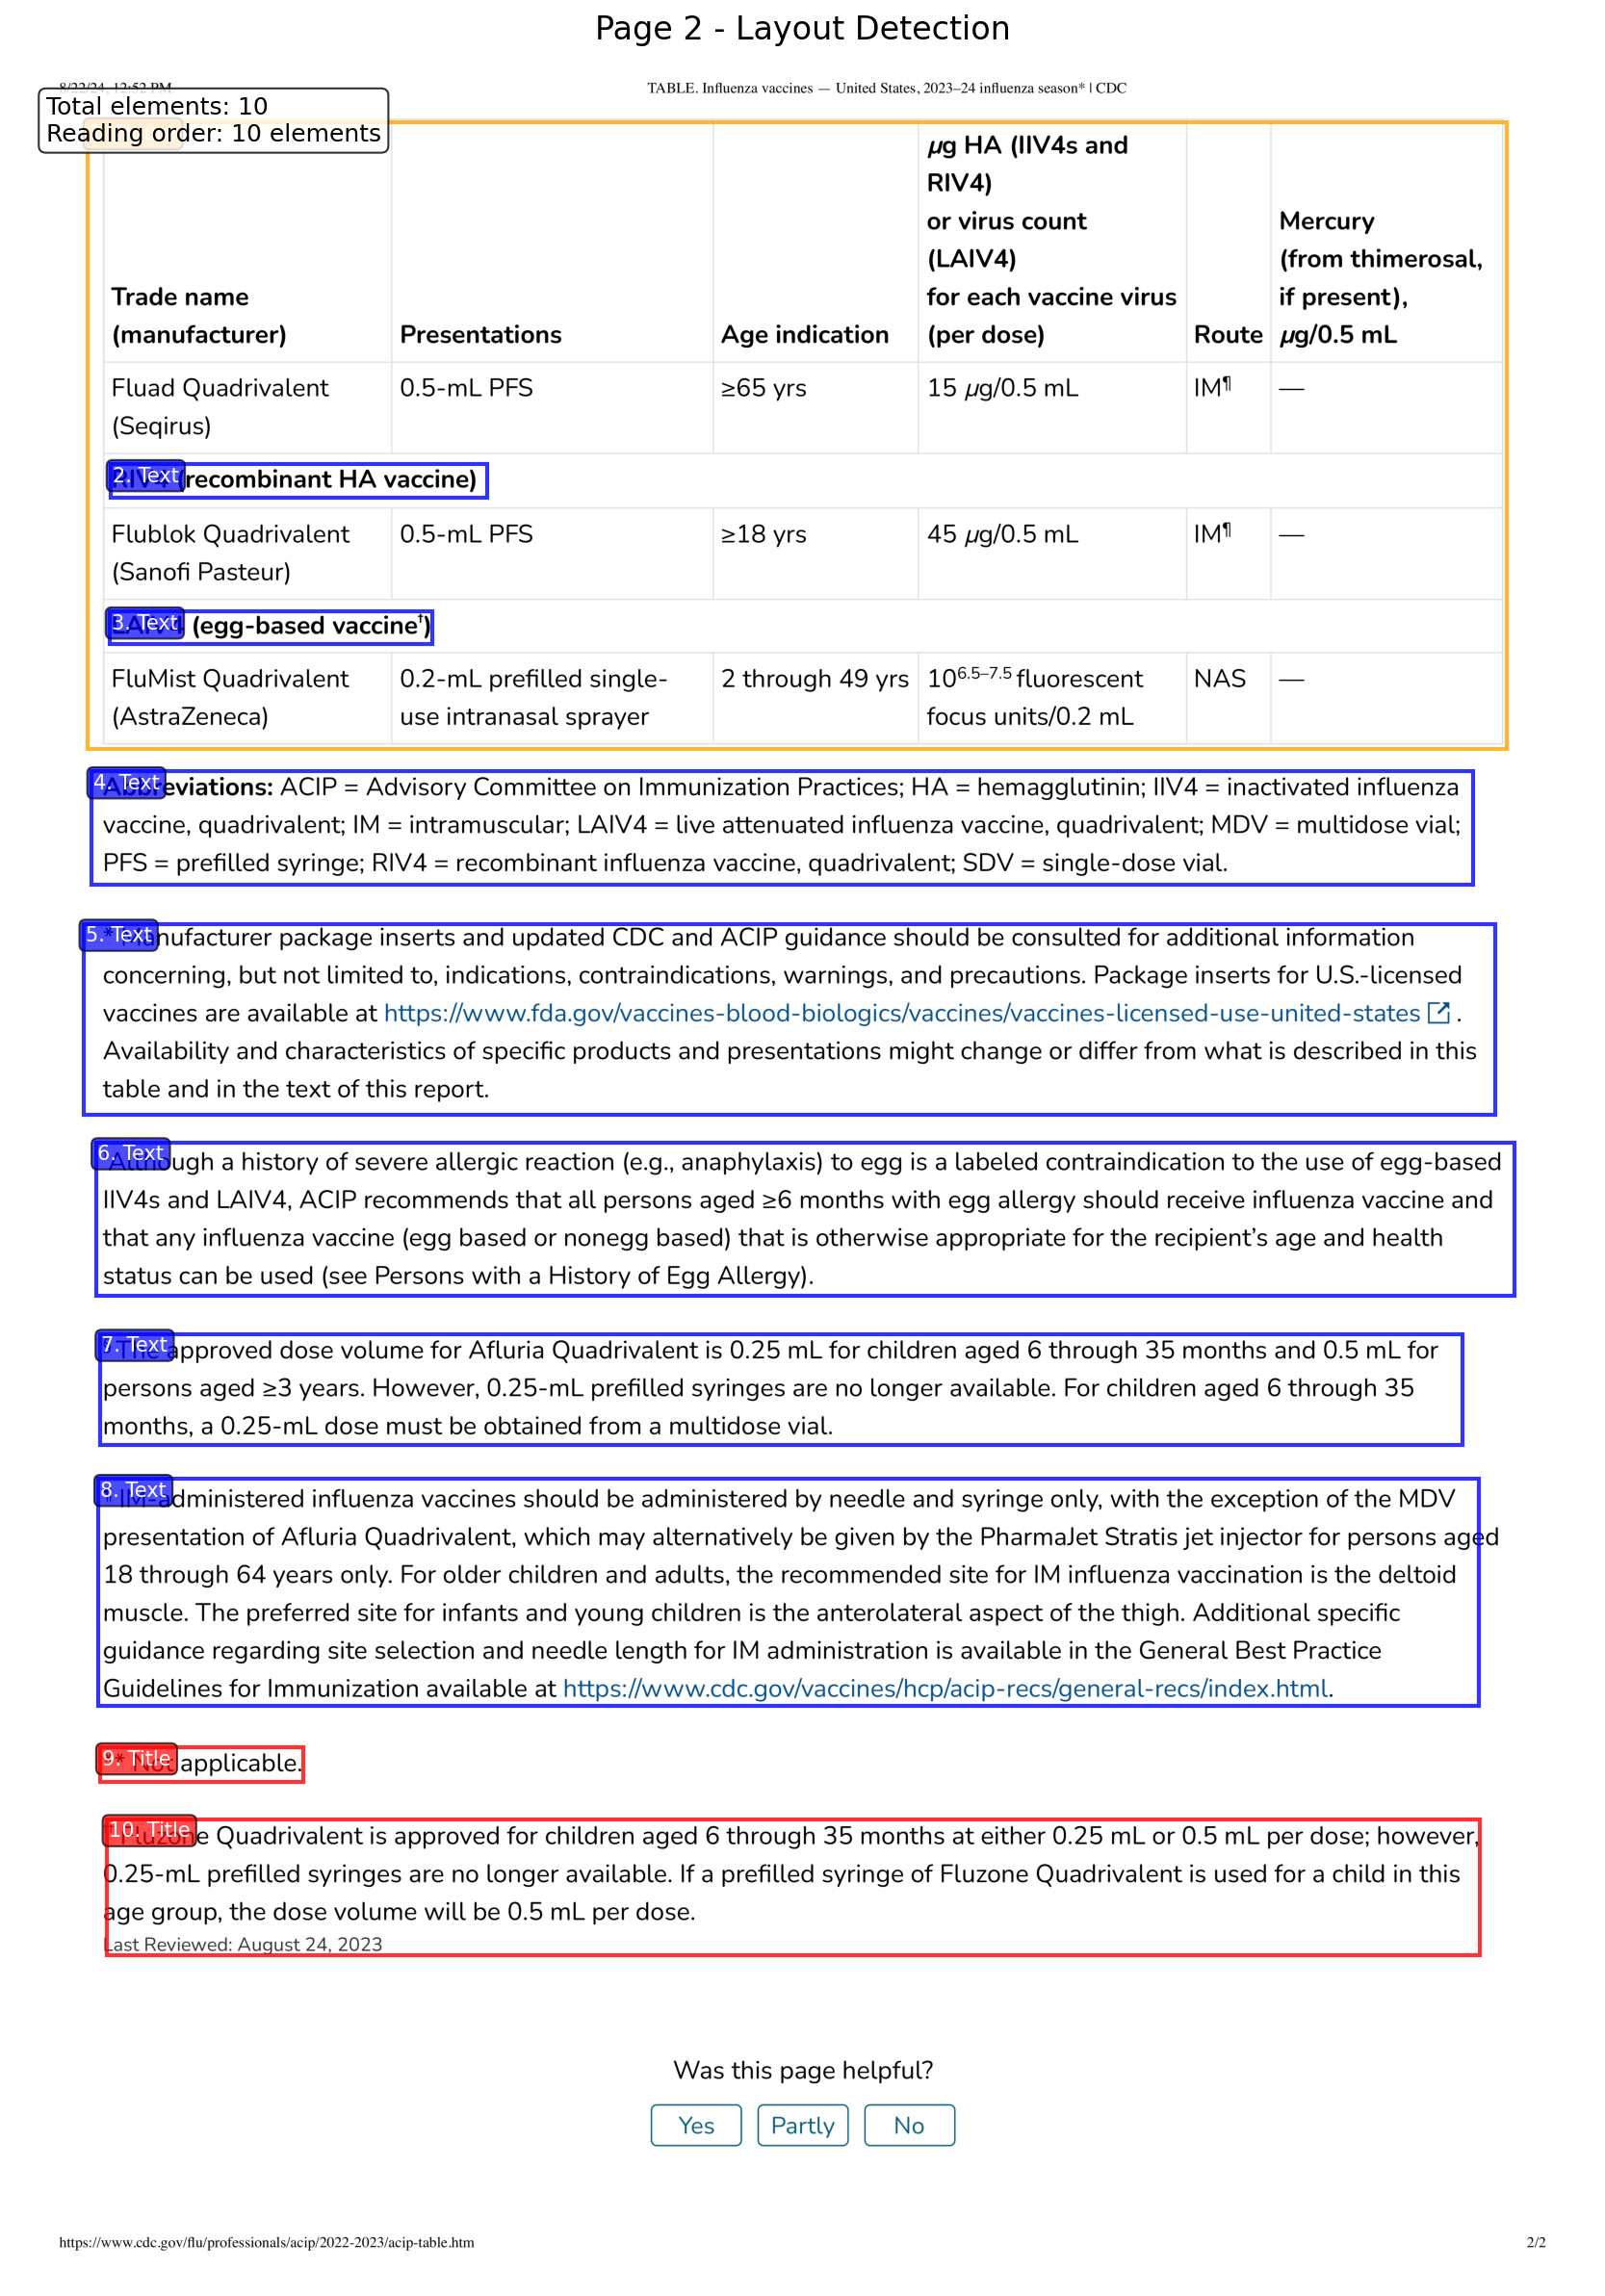 Page 2 - Layout Detection
8/22/24, 12:52 PM
TABLE. Influenza vaccines — United States, 2023–24 influenza season* | CDC
Total elements: 10
Reading order: 10 elements
Trade name
(manufacturer)
Presentations
Age indication
µg HA (IIV4s and
RIV4)
or virus count
(LAIV4)
for each vaccine virus
(per dose)
Route
Mercury
(from thimerosal,
if present),
µg/0.5 mL
Fluad Quadrivalent
(Seqirus)
0.5-mL PFS
≥65 yrs
15 µg/0.5 mL
IM¶
—
2. Text
RIV4 (recombinant HA vaccine)
Flublok Quadrivalent
(Sanofi Pasteur)
0.5-mL PFS
≥18 yrs
45 µg/0.5 mL
IM¶
—
3. Text
LAIV4 (egg-based vaccine†)
FluMist Quadrivalent
(AstraZeneca)
0.2-mL prefilled single-
use intranasal sprayer
2 through 49 yrs
10^6.5–7.5 fluorescent
focus units/0.2 mL
NAS
—
4. Text
Abbreviations: ACIP = Advisory Committee on Immunization Practices; HA = hemagglutinin; IIV4 = inactivated influenza
vaccine, quadrivalent; IM = intramuscular; LAIV4 = live attenuated influenza vaccine, quadrivalent; MDV = multidose vial;
PFS = prefilled syringe; RIV4 = recombinant influenza vaccine, quadrivalent; SDV = single-dose vial.
5. Text
* Manufacturer package inserts and updated CDC and ACIP guidance should be consulted for additional information
concerning, but not limited to, indications, contraindications, warnings, and precautions. Package inserts for U.S.-licensed
vaccines are available at https://www.fda.gov/vaccines-blood-biologics/vaccines/vaccines-licensed-use-united-states .
Availability and characteristics of specific products and presentations might change or differ from what is described in this
table and in the text of this report.
6. Text
Although a history of severe allergic reaction (e.g., anaphylaxis) to egg is a labeled contraindication to the use of egg-based
IIV4s and LAIV4, ACIP recommends that all persons aged ≥6 months with egg allergy should receive influenza vaccine and
that any influenza vaccine (egg based or nonegg based) that is otherwise appropriate for the recipient’s age and health
status can be used (see Persons with a History of Egg Allergy).
7. Text
The approved dose volume for Afluria Quadrivalent is 0.25 mL for children aged 6 through 35 months and 0.5 mL for
persons aged ≥3 years. However, 0.25-mL prefilled syringes are no longer available. For children aged 6 through 35
months, a 0.25-mL dose must be obtained from a multidose vial.
8. Text
IM-administered influenza vaccines should be administered by needle and syringe only, with the exception of the MDV
presentation of Afluria Quadrivalent, which may alternatively be given by the PharmaJet Stratis jet injector for persons aged
18 through 64 years only. For older children and adults, the recommended site for IM influenza vaccination is the deltoid
muscle. The preferred site for infants and young children is the anterolateral aspect of the thigh. Additional specific
guidance regarding site selection and needle length for IM administration is available in the General Best Practice
Guidelines for Immunization available at https://www.cdc.gov/vaccines/hcp/acip-recs/general-recs/index.html.
9. Title
** Not applicable.
10. Title
Fluzone Quadrivalent is approved for children aged 6 through 35 months at either 0.25 mL or 0.5 mL per dose; however,
0.25-mL prefilled syringes are no longer available. If a prefilled syringe of Fluzone Quadrivalent is used for a child in this
age group, the dose volume will be 0.5 mL per dose.
Last Reviewed: August 24, 2023
Was this page helpful?
Yes
Partly
No
https://www.cdc.gov/flu/professionals/acip/2022-2023/acip-table.htm
2/2